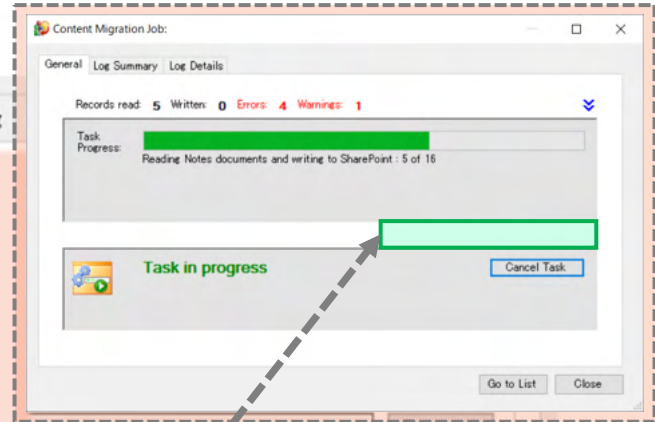 Content Migration Job:
General Log Summary Log Details
Records read: 5 Written: 0 Errors: 4 Warnings: 1
Task Progress:
Reading Notes documents and writing to SharePoint : 5 of 16
Task in progress
Cancel Task
Go to List Close